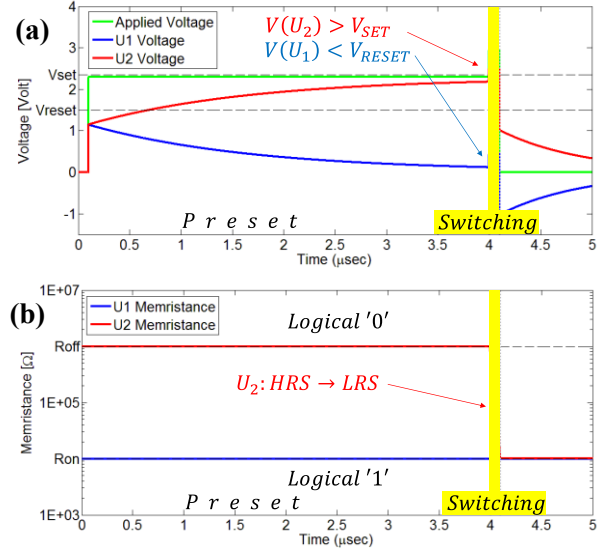 (a)
Applied Voltage
U1 Voltage
U2 Voltage
V(U₂) > V_SET
V(U₁) < V_RESET
Voltage [Volt]
4
3
Vset
2
Vreset
1
0
-1
Preset
Switching
0 0.5 1 1.5 2 2.5 3 3.5 4 4.5 5
Time (μsec)
(b)
1E+07
U1 Memristance
U2 Memristance
Logical '0'
Memristance [Ω]
Roff
U₂: HRS → LRS
1E+05
Ron
Logical '1'
Preset
Switching
1E+03
0 0.5 1 1.5 2 2.5 3 3.5 4 4.5 5
Time (μsec)